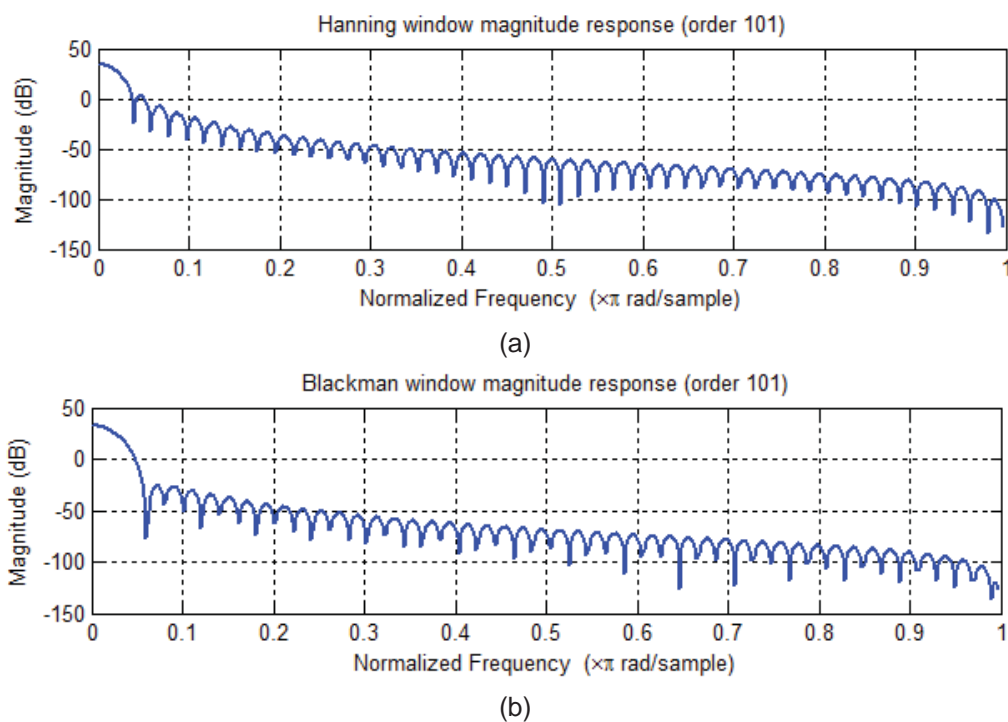 Hanning window magnitude response (order 101)
Magnitude (dB)
50
0
-50
-100
-150
0 0.1 0.2 0.3 0.4 0.5 0.6 0.7 0.8 0.9 1
Normalized Frequency (×π rad/sample)
(a)
Blackman window magnitude response (order 101)
Magnitude (dB)
50
0
-50
-100
-150
0 0.1 0.2 0.3 0.4 0.5 0.6 0.7 0.8 0.9 1
Normalized Frequency (×π rad/sample)
(b)